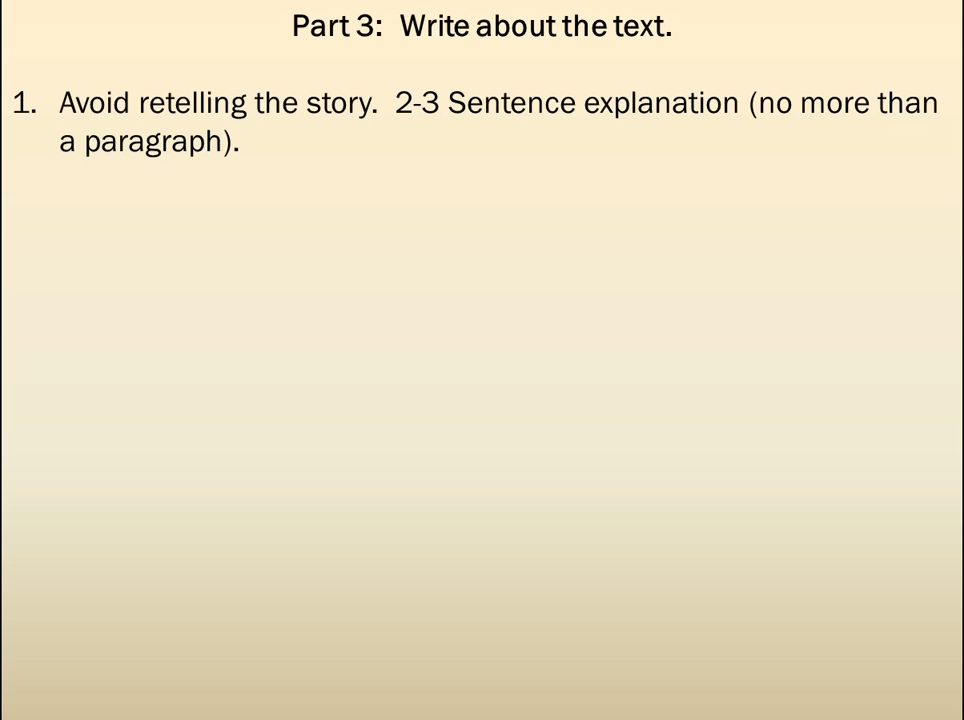 Part 3:  Write about the text.
1.  Avoid retelling the story.  2-3 Sentence explanation (no more than
a paragraph).